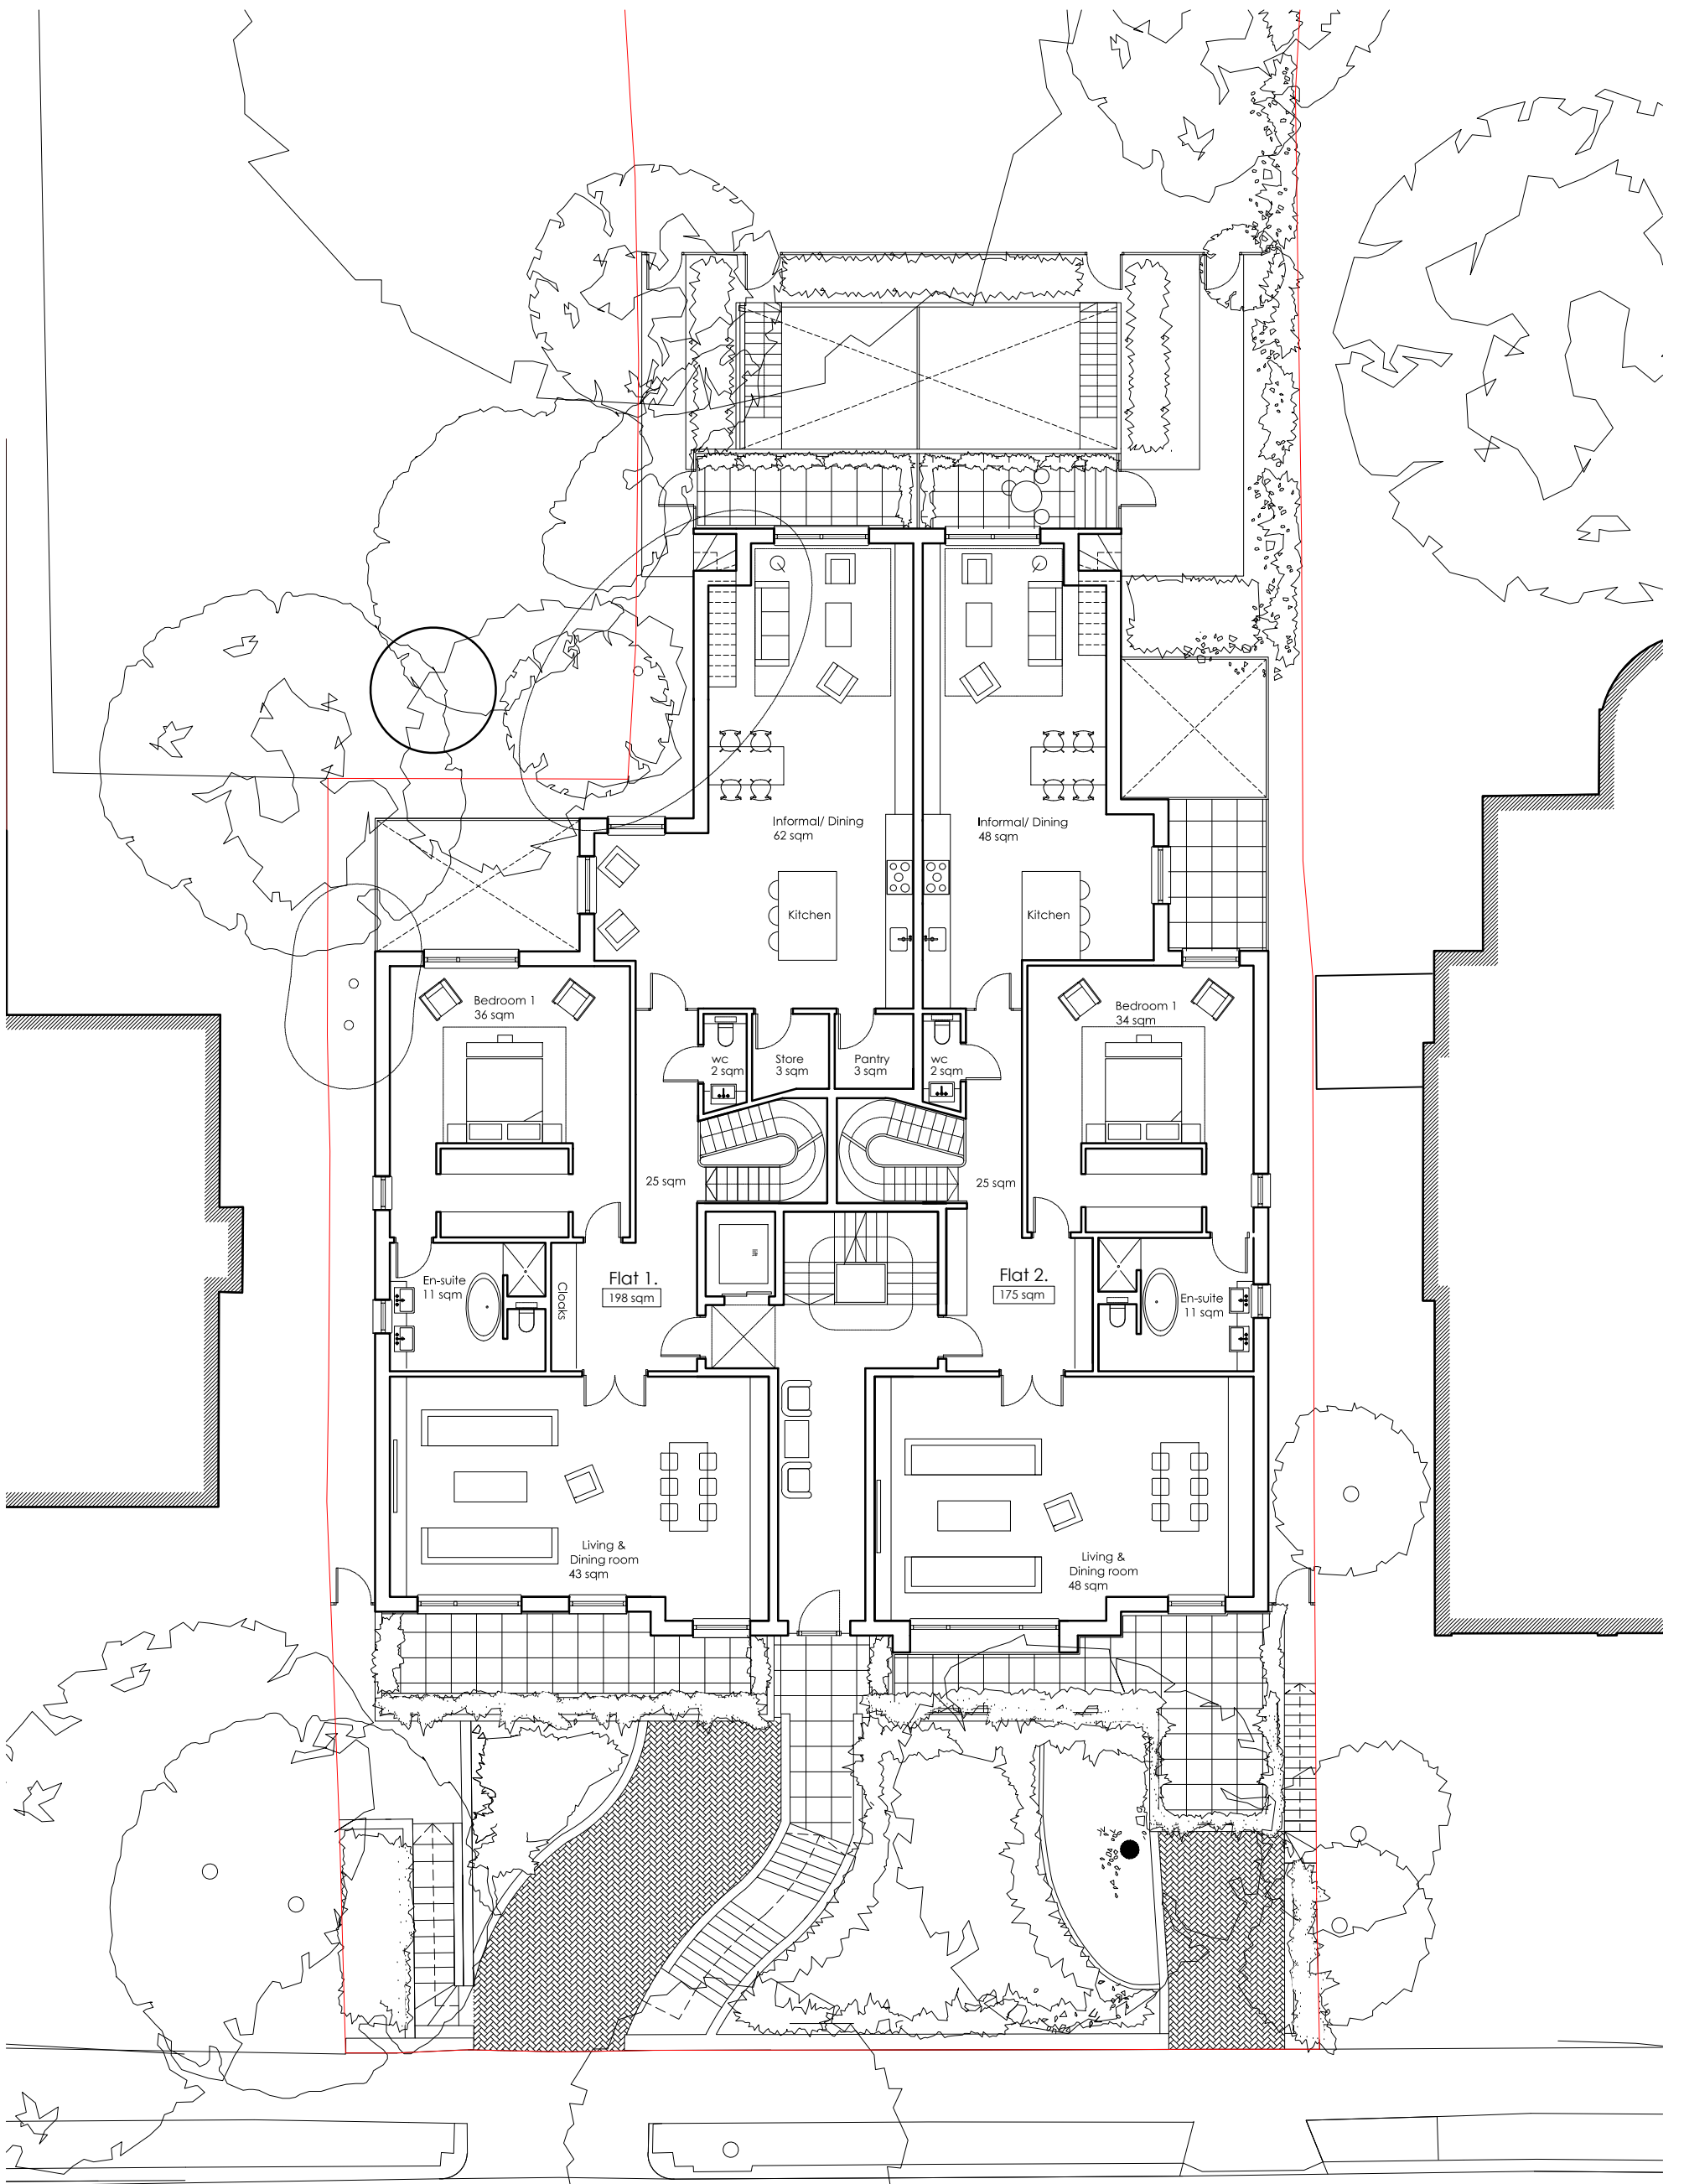 Informal/ Dining
62 sqm
Informal/ Dining
48 sqm
Kitchen
Kitchen
Bedroom 1
36 sqm
Bedroom 1
34 sqm
wc
2 sqm
Store
3 sqm
Pantry
3 sqm
wc
2 sqm
25 sqm
25 sqm
lift
En-suite
11 sqm
Cloaks
Flat 1.
198 sqm
Flat 2.
175 sqm
En-suite
11 sqm
Living &
Dining room
43 sqm
Living &
Dining room
48 sqm